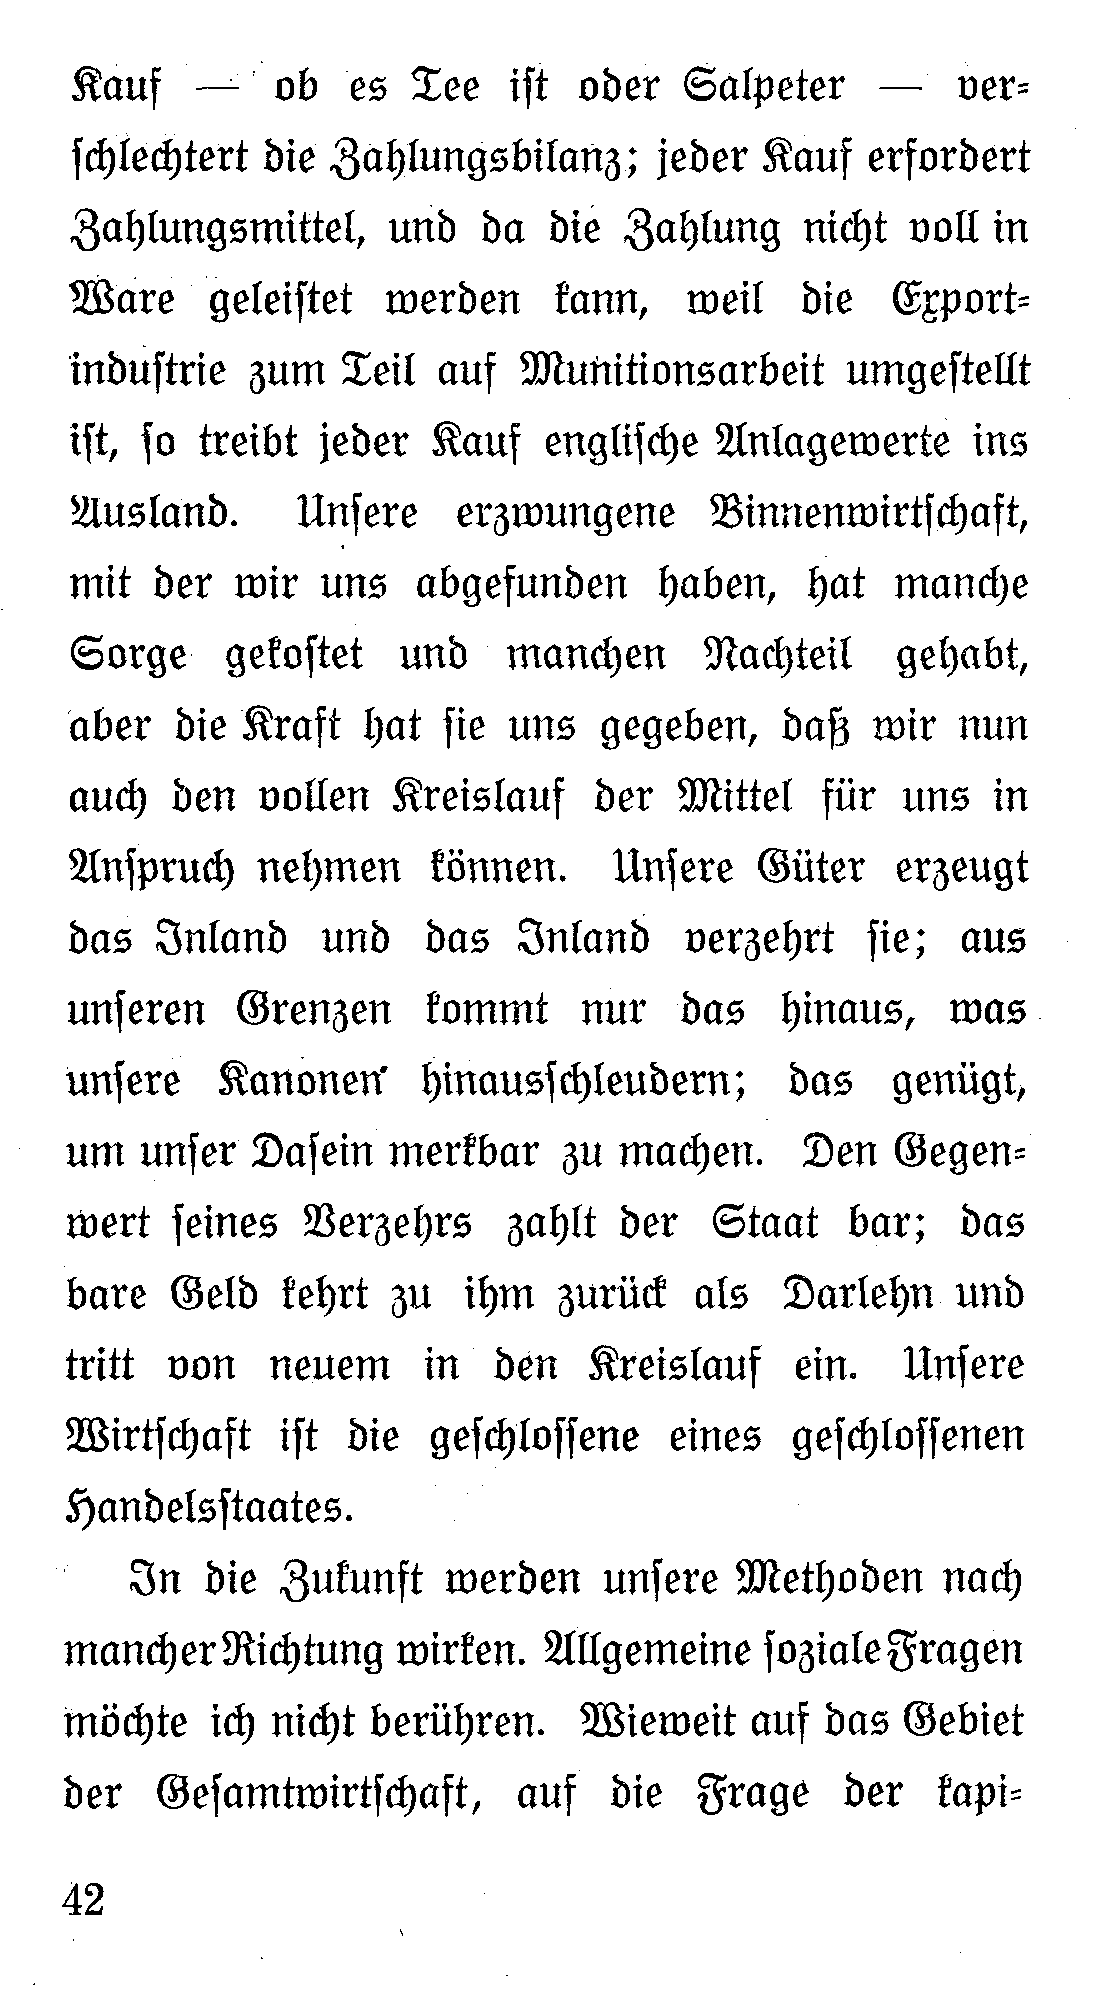 Kauf — ob es Tee iſt oder Salpeter — ver⸗
ſchlechtert die Zahlungsbilanz; jeder Kauf erfordert
Zahlungsmittel, und da die Zahlung nicht voll in
Ware geleiſtet werden kann, weil die Export⸗
induſtrie zum Teil auf Munitionsarbeit umgeſtellt
iſt, ſo treibt jeder Kauf engliſche Anlagewerte ins
Ausland. Unſere erzwungene Binnenwirtſchaft,
mit der wir uns abgefunden haben, hat manche
Sorge gekoſtet und manchen Nachteil gehabt,
aber die Kraft hat ſie uns gegeben, daß wir nun
auch den vollen Kreislauf der Mittel für uns in
Anſpruch nehmen können. Unſere Güter erzeugt
das Inland und das Inland verzehrt ſie; aus
unſeren Grenzen kommt nur das hinaus, was
unſere Kanonen hinausſchleudern; das genügt,
um unſer Daſein merkbar zu machen. Den Gegen⸗
wert ſeines Verzehrs zahlt der Staat bar; das
bare Geld kehrt zu ihm zurück als Darlehn und
tritt von neuem in den Kreislauf ein. Unſere
Wirtſchaft iſt die geſchloſſene eines geſchloſſenen
Handelsſtaates.
In die Zukunft werden unſere Methoden nach
mancher Richtung wirken. Allgemeine ſoziale Fragen
möchte ich nicht berühren. Wieweit auf das Gebiet
der Geſamtwirtſchaft, auf die Frage der kapi⸗
42